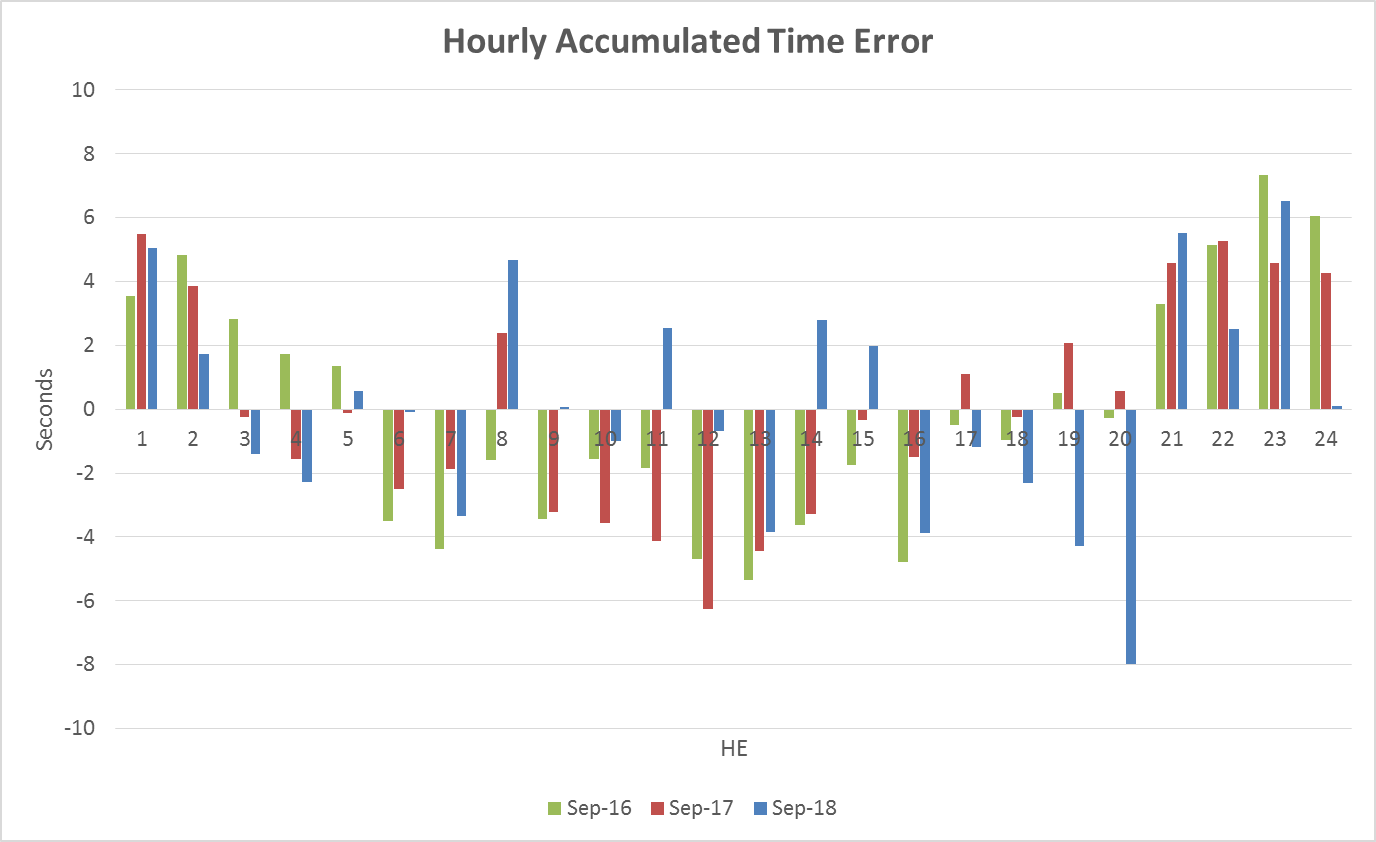 Hourly Accumulated Time Error
10
8
6
4
2
0
-2
-4
-6
-8
-10
Seconds
1 2 3 4 5 6 7 8 9 10 11 12 13 14 15 16 17 18 19 20 21 22 23 24
HE
Sep-16 Sep-17 Sep-18